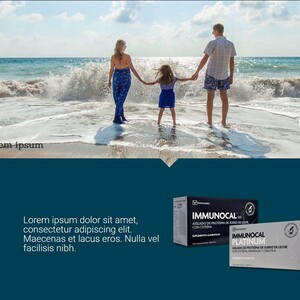 em Ipsum
Lorem ipsum dolor sit amet,
consectetur adipiscing elit.
Maecenas et lacus eros. Nulla vel
facilisis nibh.
IMMUNOCAL
IMMUNOCAL
PLATINUM